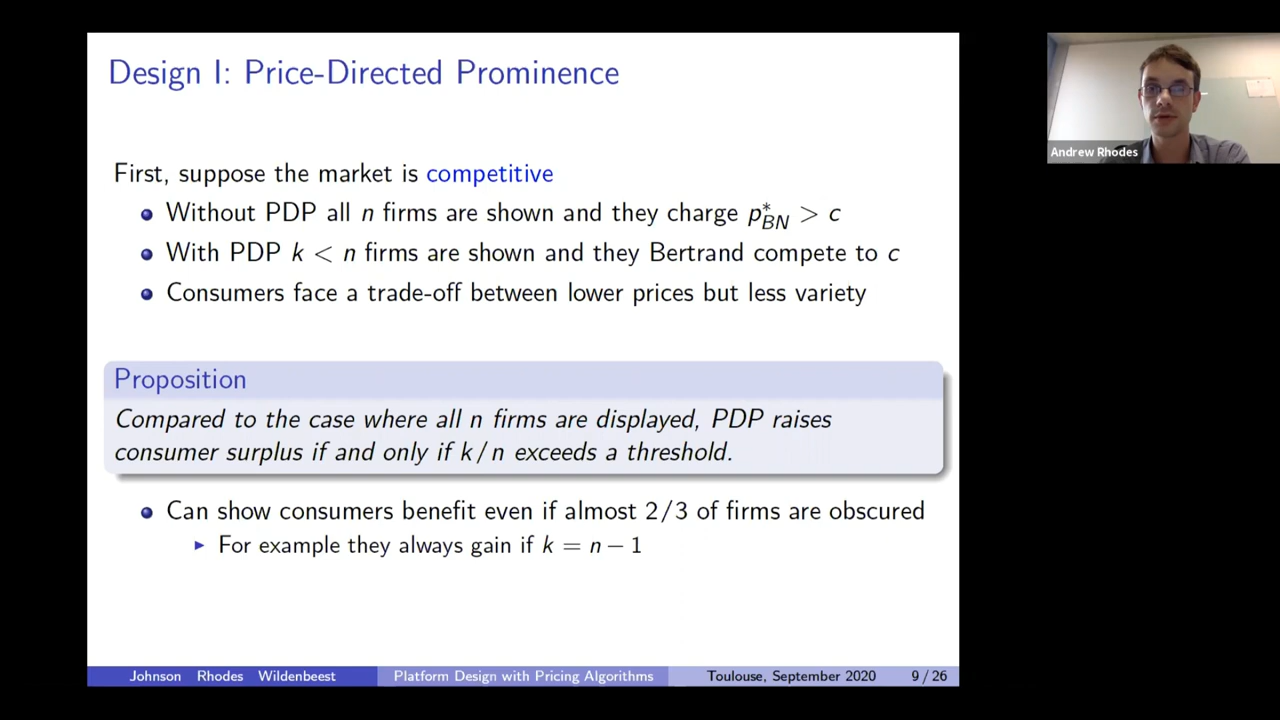 Design I: Price-Directed Prominence
First, suppose the market is competitive
Without PDP all n firms are shown and they charge p*BN > c
With PDP k < n firms are shown and they Bertrand compete to c
Consumers face a trade-off between lower prices but less variety
Proposition
Compared to the case where all n firms are displayed, PDP raises
consumer surplus if and only if k/n exceeds a threshold.
Can show consumers benefit even if almost 2/3 of firms are obscured
For example they always gain if k = n − 1
Johnson Rhodes Wildenbeest
Platform Design with Pricing Algorithms
Toulouse, September 2020
9 / 26
Andrew Rhodes